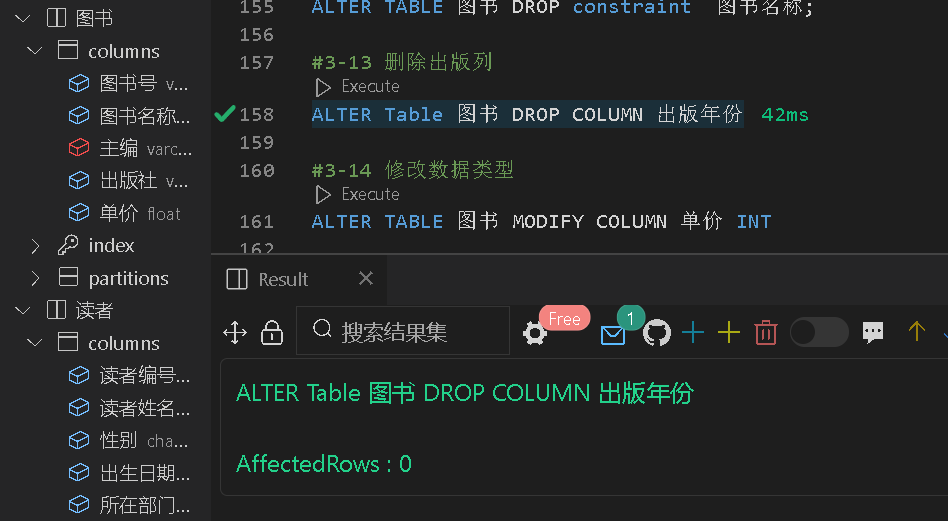 图书
columns
图书号 v...
图书名称...
主编 varc...
出版社 v...
单价 float
index
partitions
读者
columns
读者编号...
读者姓名...
性别 cha...
出生日期...
所在部门...
155 ALTER TABLE 图书 DROP constraint 图书名称;
156
157 #3-13 删除出版列
Execute
158 ALTER Table 图书 DROP COLUMN 出版年份 42ms
159
160 #3-14 修改数据类型
Execute
161 ALTER TABLE 图书 MODIFY COLUMN 单价 INT
162
Result
搜索结果集 Free 1
ALTER Table 图书 DROP COLUMN 出版年份
AffectedRows : 0